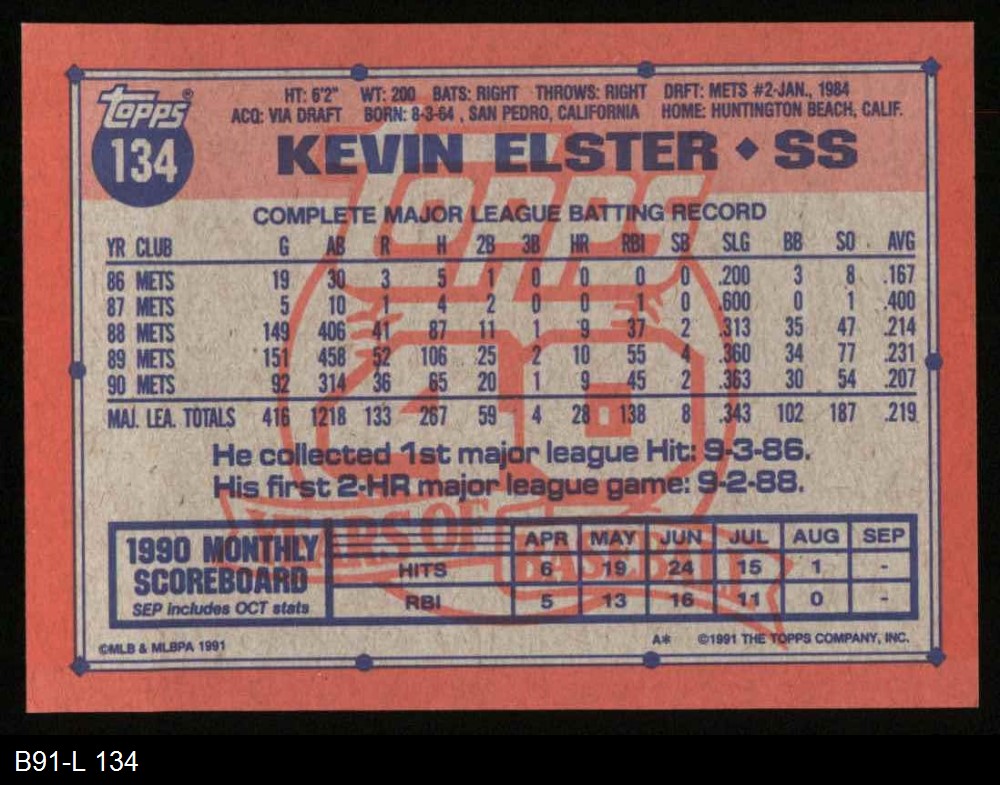 HT: 6'2" WT: 200 BATS: RIGHT THROWS: RIGHT DRFT: METS #2-JAN., 1984
ACQ: VIA DRAFT BORN: 8-3-64, SAN PEDRO, CALIFORNIA HOME: HUNTINGTON BEACH, CALIF.
TOPPS®
134
KEVIN ELSTER ◆ SS
TOPPS
COMPLETE MAJOR LEAGUE BATTING RECORD
YR CLUB G AB R H 2B 3B HR RBI SB SLG BB SO AVG
86 METS 19 30 3 5 1 0 0 0 0 .200 3 8 .167
87 METS 5 10 1 4 2 0 0 1 0 .600 0 1 .400
88 METS 149 406 41 87 11 1 9 37 2 .313 35 47 .214
89 METS 151 458 52 106 25 2 10 55 4 .360 34 77 .231
90 METS 92 314 36 65 20 1 9 45 2 .363 30 54 .207
MAJ. LEA. TOTALS 416 1218 133 267 59 4 28 138 8 .343 102 187 .219
40
He collected 1st major league Hit: 9-3-86.
His first 2-HR major league game: 9-2-88.
YEARS OF BASEBALL
1990 MONTHLY SCOREBOARD
SEP includes OCT stats
APR MAY JUN JUL AUG SEP
HITS 6 19 24 15 1 -
RBI 5 13 16 11 0 -
©MLB & MLBPA 1991
A* ©1991 THE TOPPS COMPANY, INC.
B91-L 134